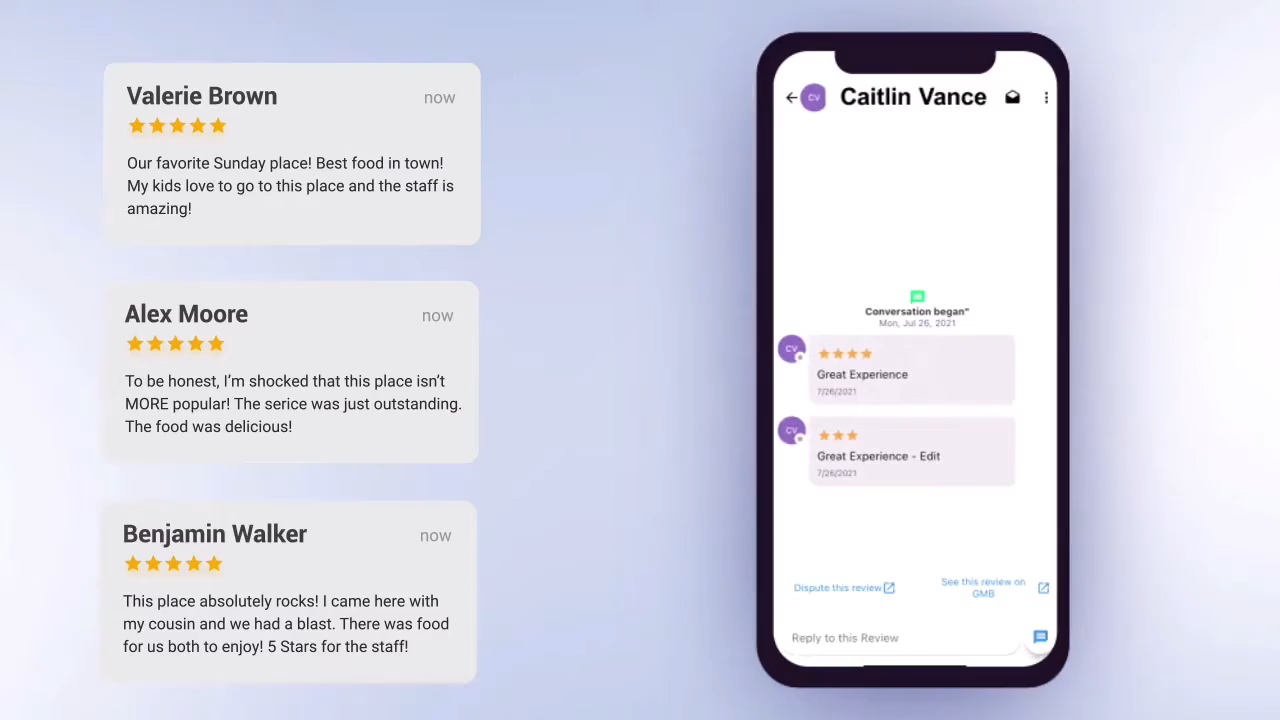 Valerie Brown
now
Our favorite Sunday place! Best food in town!
My kids love to go to this place and the staff is
amazing!
Alex Moore
now
To be honest, I'm shocked that this place isn't
MORE popular! The serice was just outstanding.
The food was delicious!
Benjamin Walker
now
This place absolutely rocks! I came here with
my cousin and we had a blast. There was food
for us both to enjoy! 5 Stars for the staff!
CV
Caitlin Vance
Conversation began"
Mon, Jul 26, 2021
CV
Great Experience
7/26/2021
CV
Great Experience - Edit
7/26/2021
Dispute this review
See this review on
GMB
Reply to this Review